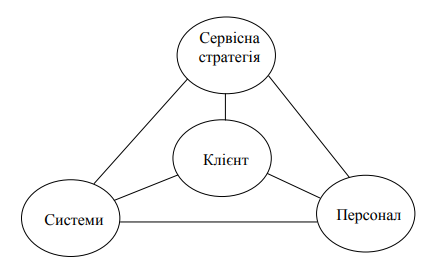 Сервісна
стратегія
Клієнт
Системи
Персонал